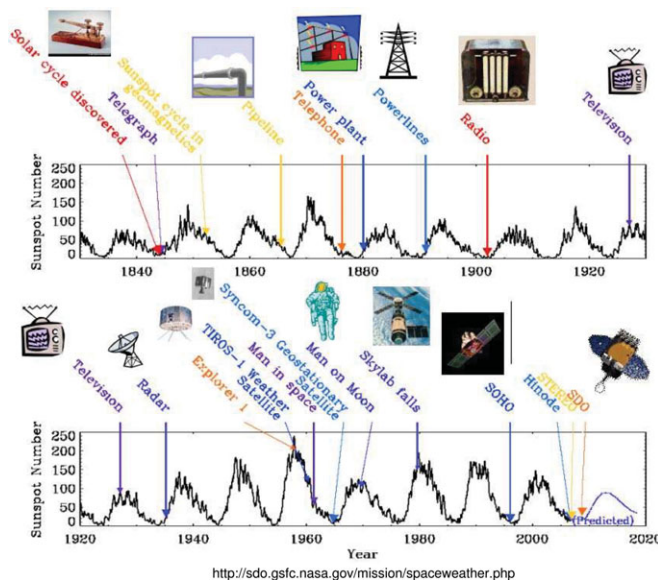 Solar cycle discovered
Telegraph
Sunspot cycle in
geomagnetics
Pipeline
Telephone
Power plant
Powerlines
Radio
Television
Sunspot Number
250
200
150
100
50
0
1840
1860
1880
1900
1920
Television
Radar
Explorer 1
TIROS-1 Weather
Satellite
Man in space
Syncom-3 Geostationary
Satellite
Man on Moon
Skylab falls
SOHO
Hinode
STEREO
SDO
Sunspot Number
250
200
150
100
50
0
(Predicted)
1920
1940
1960
1980
2000
2020
Year
http://sdo.gsfc.nasa.gov/mission/spaceweather.php